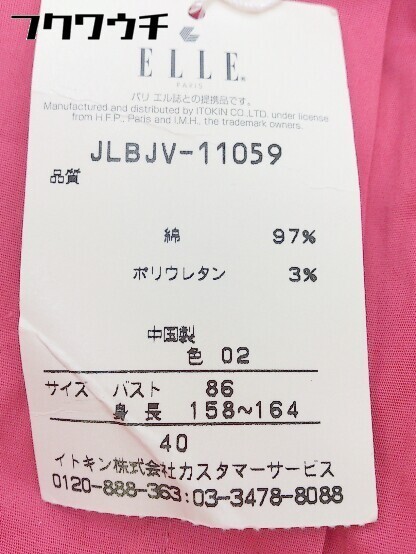 フクウウチ
ELLE®
PARIS
パリ エル誌との提携品です。
Manufactured and distributed by ITOKIN CO.,LTD. under license
from H.F.P., Paris and I.M.H., the trademark owners.
JLBJV-11059
品質
綿 97%
ポリウレタン 3%
中国製
色 02
サイズ バスト 86
身長 158~164
40
イトキン株式会社カスタマーサービス
0120-888-363:03-3478-8088